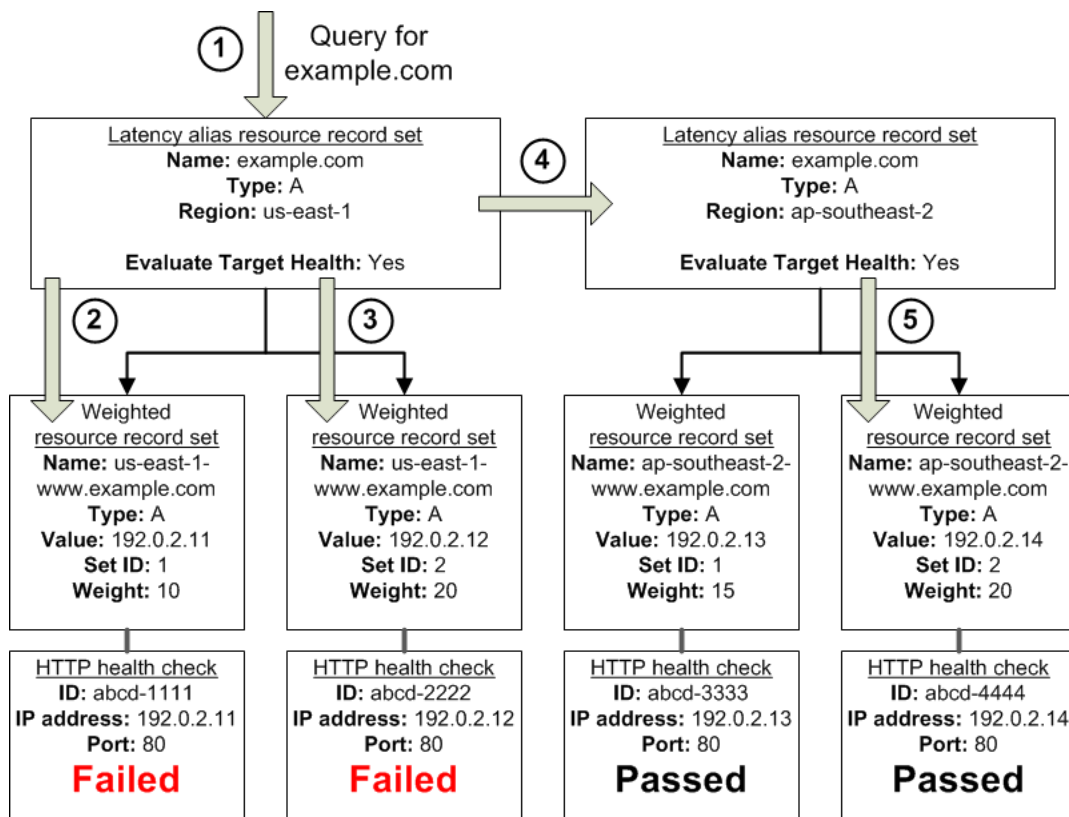 1
Query for
example.com
Latency alias resource record set
Name: example.com
Type: A
Region: us-east-1
Evaluate Target Health: Yes
4
Latency alias resource record set
Name: example.com
Type: A
Region: ap-southeast-2
Evaluate Target Health: Yes
2
3
5
Weighted
resource record set
Name: us-east-1-
www.example.com
Type: A
Value: 192.0.2.11
Set ID: 1
Weight: 10
Weighted
resource record set
Name: us-east-1-
www.example.com
Type: A
Value: 192.0.2.12
Set ID: 2
Weight: 20
Weighted
resource record set
Name: ap-southeast-2-
www.example.com
Type: A
Value: 192.0.2.13
Set ID: 1
Weight: 15
Weighted
resource record set
Name: ap-southeast-2-
www.example.com
Type: A
Value: 192.0.2.14
Set ID: 2
Weight: 20
HTTP health check
ID: abcd-1111
IP address: 192.0.2.11
Port: 80
Failed
HTTP health check
ID: abcd-2222
IP address: 192.0.2.12
Port: 80
Failed
HTTP health check
ID: abcd-3333
IP address: 192.0.2.13
Port: 80
Passed
HTTP health check
ID: abcd-4444
IP address: 192.0.2.14
Port: 80
Passed